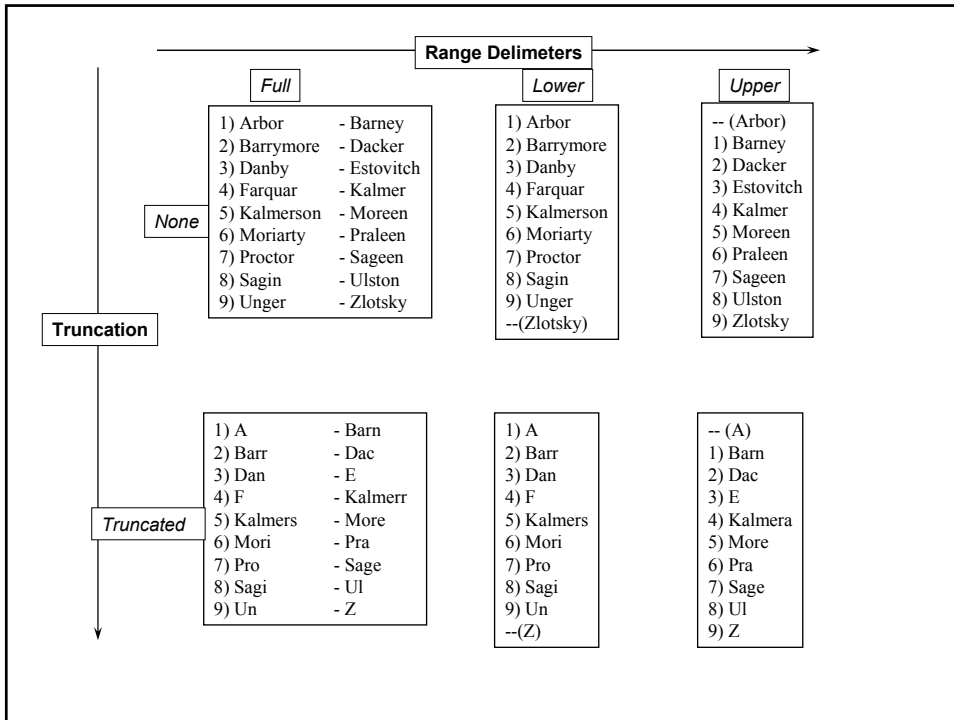 Range Delimeters
Full
Lower
Upper
None
Truncation
Truncated
1) Arbor - Barney
2) Barrymore - Dacker
3) Danby - Estovitch
4) Farquar - Kalmer
5) Kalmerson - Moreen
6) Moriarty - Praleen
7) Proctor - Sageen
8) Sagin - Ulston
9) Unger - Zlotsky
1) Arbor
2) Barrymore
3) Danby
4) Farquar
5) Kalmerson
6) Moriarty
7) Proctor
8) Sagin
9) Unger
--(Zlotsky)
-- (Arbor)
1) Barney
2) Dacker
3) Estovitch
4) Kalmer
5) Moreen
6) Praleen
7) Sageen
8) Ulston
9) Zlotsky
1) A - Barn
2) Barr - Dac
3) Dan - E
4) F - Kalmerr
5) Kalmers - More
6) Mori - Pra
7) Pro - Sage
8) Sagi - Ul
9) Un - Z
1) A
2) Barr
3) Dan
4) F
5) Kalmers
6) Mori
7) Pro
8) Sagi
9) Un
--(Z)
-- (A)
1) Barn
2) Dac
3) E
4) Kalmera
5) More
6) Pra
7) Sage
8) Ul
9) Z